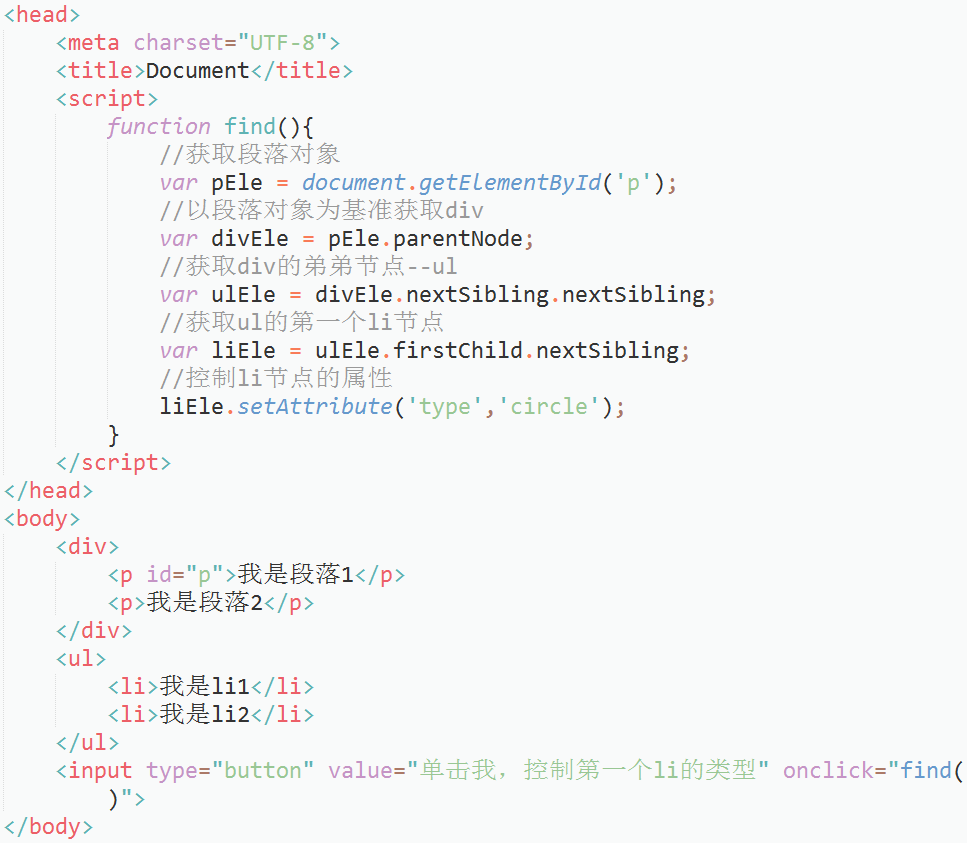 <head>
    <meta charset="UTF-8">
    <title>Document</title>
    <script>
        function find(){
            //获取段落对象
            var pEle = document.getElementById('p');
            //以段落对象为基准获取div
            var divEle = pEle.parentNode;
            //获取div的弟弟节点--ul
            var ulEle = divEle.nextSibling.nextSibling;
            //获取ul的第一个li节点
            var liEle = ulEle.firstChild.nextSibling;
            //控制li节点的属性
            liEle.setAttribute('type','circle');
        }
    </script>
</head>
<body>
    <div>
        <p id="p">我是段落1</p>
        <p>我是段落2</p>
    </div>
    <ul>
        <li>我是li1</li>
        <li>我是li2</li>
    </ul>
    <input type="button" value="单击我，控制第一个li的类型" onclick="find(
        )">
</body>